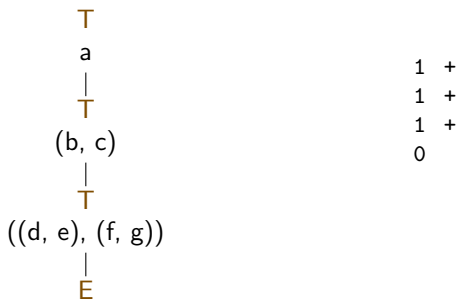 T
a
T
(b, c)
T
((d, e), (f, g))
E
1 +
1 +
1 +
0